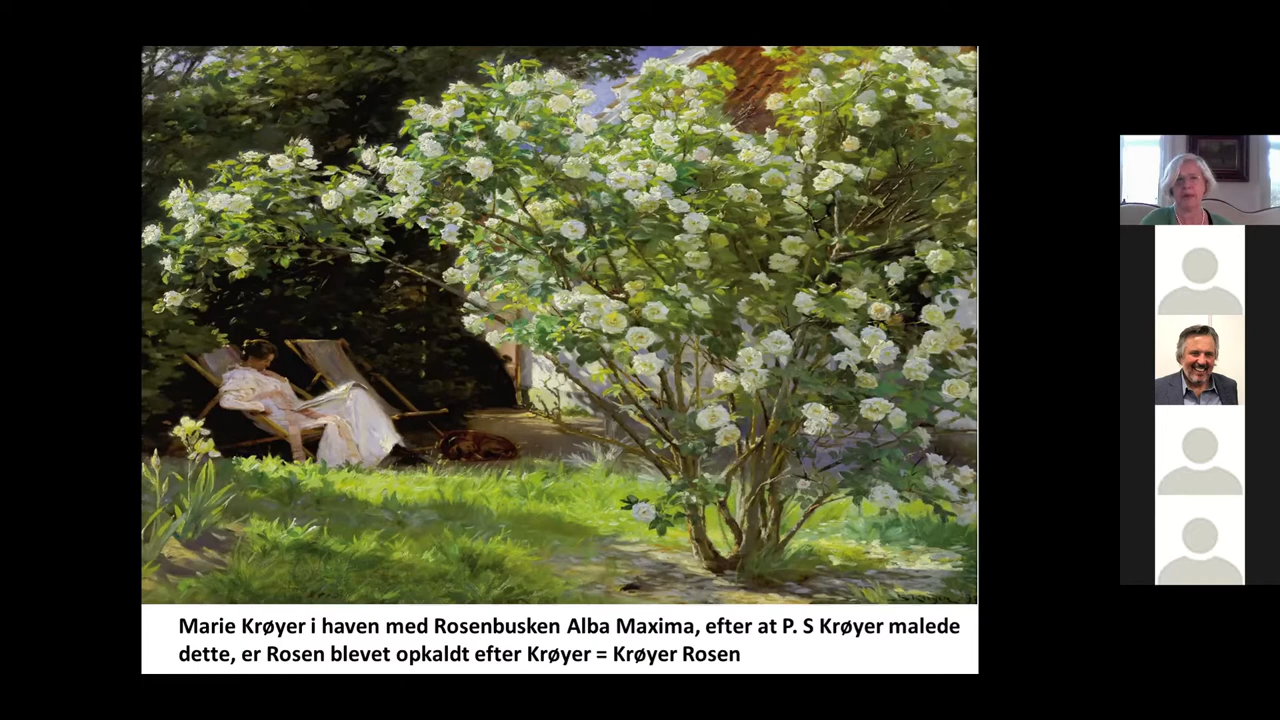 Marie Krøyer i haven med Rosenbusken Alba Maxima, efter at P. S Krøyer malede
dette, er Rosen blevet opkaldt efter Krøyer = Krøyer Rosen